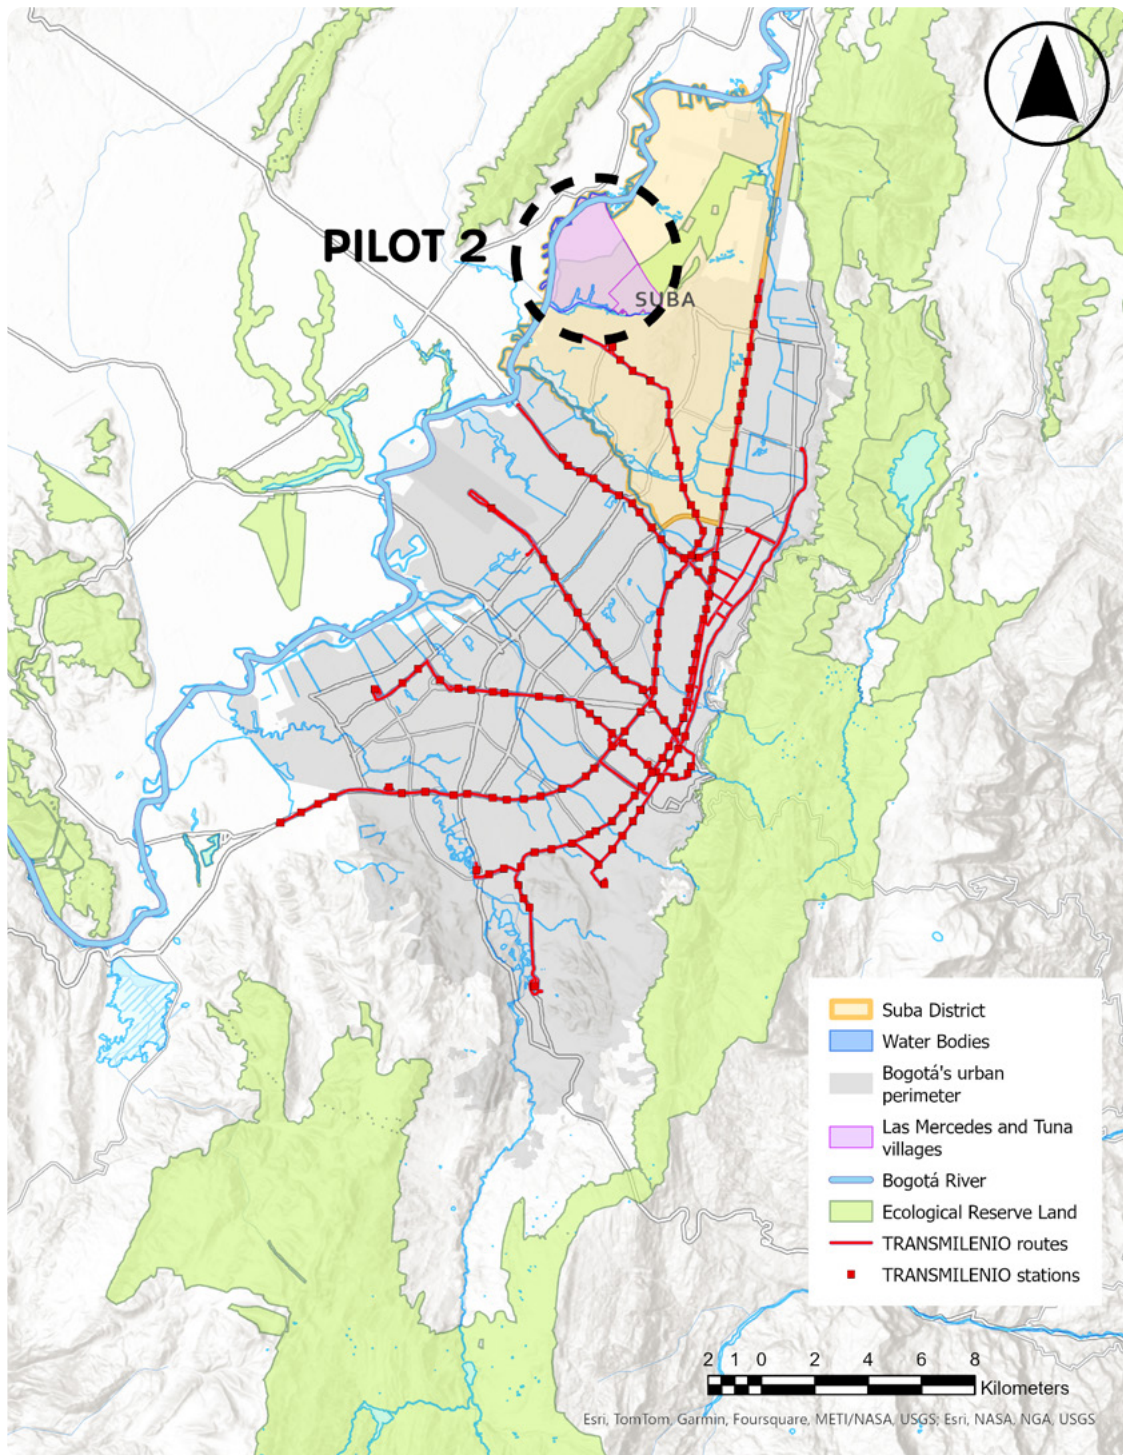 PILOT 2
SUBA
Suba District
Water Bodies
Bogotá's urban
perimeter
Las Mercedes and Tuna
villages
Bogotá River
Ecological Reserve Land
TRANSMILENIO routes
TRANSMILENIO stations
2 1 0 2 4 6 8
Kilometers
Esri, TomTom, Garmin, Foursquare, METI/NASA, USGS; Esri, NASA, NGA, USGS